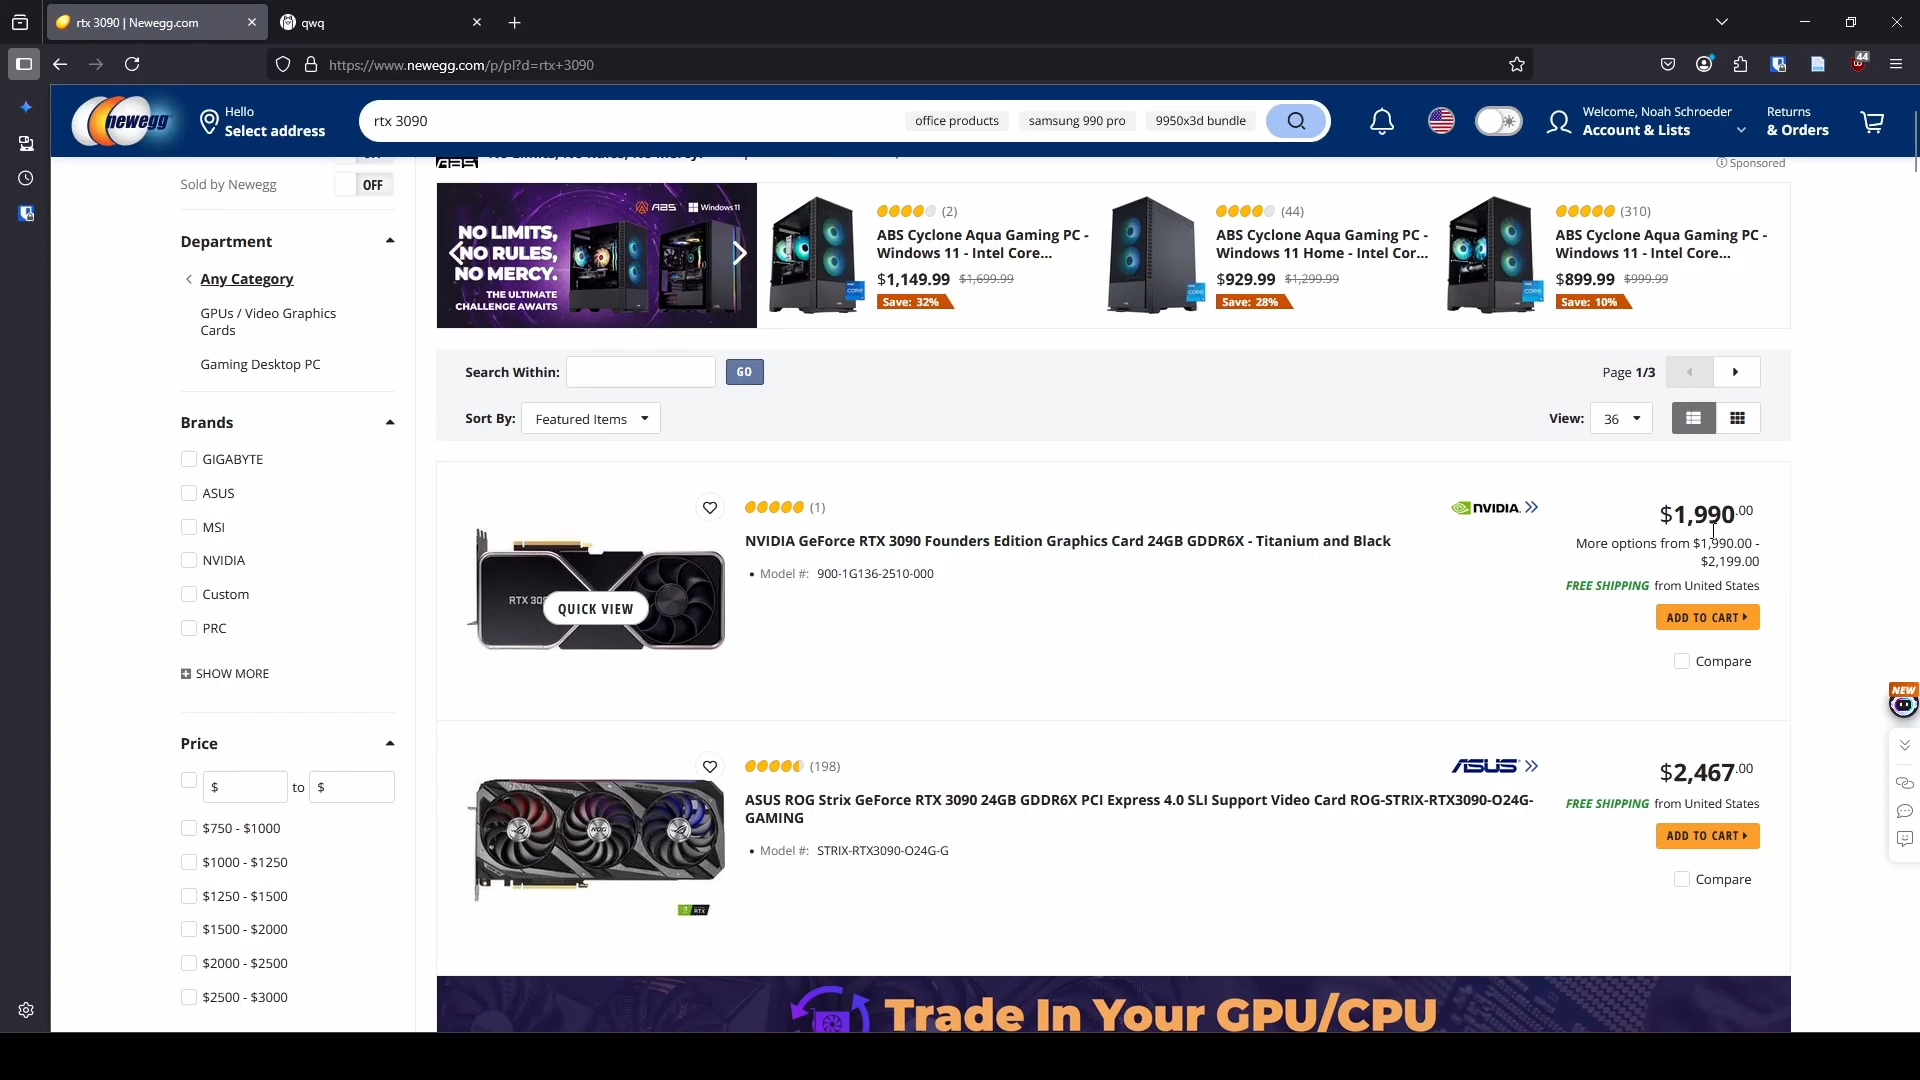 rtx 3090 | Newegg.com
qwq
https://www.newegg.com/p/pl?d=rtx+3090
44
newegg
Hello
Select address
rtx 3090
office products
samsung 990 pro
9950x3d bundle
Welcome, Noah Schroeder
Account & Lists
Returns
& Orders
Sponsored
Sold by Newegg
OFF
Department
Any Category
GPUs / Video Graphics
Cards
Gaming Desktop PC
Brands
GIGABYTE
ASUS
MSI
NVIDIA
Custom
PRC
SHOW MORE
Price
$ to $
$750 - $1000
$1000 - $1250
$1250 - $1500
$1500 - $2000
$2000 - $2500
$2500 - $3000
ABS
Windows 11
NO LIMITS,
NO RULES,
NO MERCY.
THE ULTIMATE
CHALLENGE AWAITS
(2)
ABS Cyclone Aqua Gaming PC -
Windows 11 - Intel Core...
$1,149.99 $1,699.99
Save: 32%
(44)
ABS Cyclone Aqua Gaming PC -
Windows 11 Home - Intel Cor...
$929.99 $1,299.99
Save: 28%
(310)
ABS Cyclone Aqua Gaming PC -
Windows 11 - Intel Core...
$899.99 $999.99
Save: 10%
Search Within:
GO
Page 1/3
Sort By:
Featured Items
View:
36
(1)
NVIDIA GeForce RTX 3090 Founders Edition Graphics Card 24GB GDDR6X - Titanium and Black
Model #: 900-1G136-2510-000
QUICK VIEW
NVIDIA.
$1,990.00
More options from $1,990.00 -
$2,199.00
FREE SHIPPING from United States
ADD TO CART
Compare
(198)
ASUS ROG Strix GeForce RTX 3090 24GB GDDR6X PCI Express 4.0 SLI Support Video Card ROG-STRIX-RTX3090-O24G-
GAMING
Model #: STRIX-RTX3090-O24G-G
ASUS
$2,467.00
FREE SHIPPING from United States
ADD TO CART
Compare
NEW
Trade In Your GPU/CPU